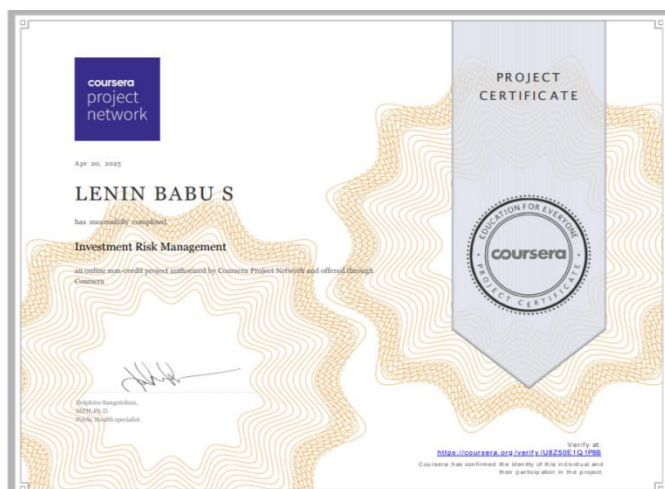 coursera
project
network
PROJECT
CERTIFICATE
Apr 20, 2025
LENIN BABU S
has successfully completed
Investment Risk Management
an online non-credit project authorized by Coursera Project Network and offered through
Coursera
EDUCATION FOR EVERYONE
coursera
PROJECT CERTIFICATE
MPH, Ph.D.
Public Health specialist
Verify at:
https://coursera.org/verify/U8Z50E1Q1P8B
Coursera has confirmed the identity of this individual and
their participation in the project.